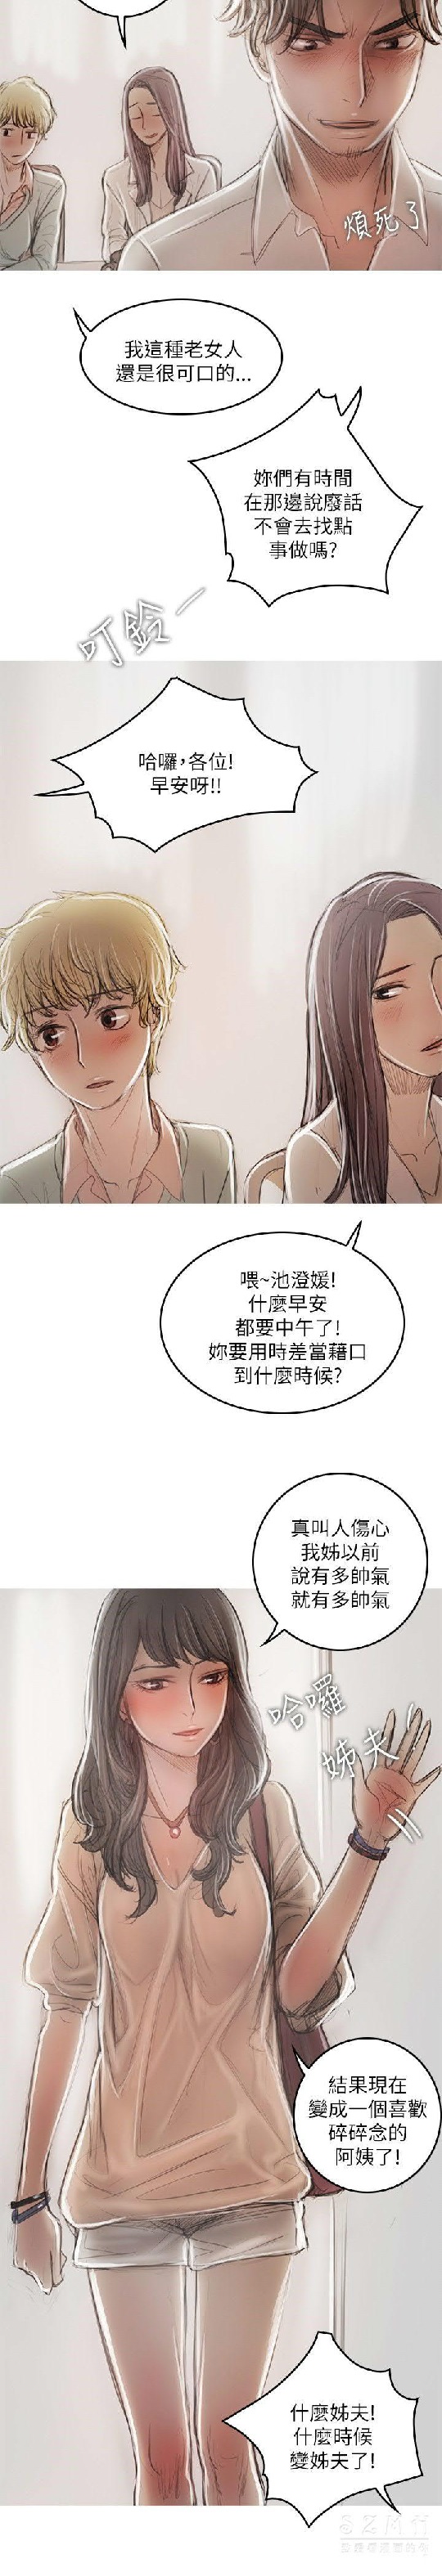 煩死了
我這種老女人
還是很可口的...
妳們有時間
在那邊說廢話
不會去找點
事做嗎?
叮鈴一
哈囉,各位!
早安呀!!
喂~池澄媛!
什麼早安
都要中午了!
妳要用時差當藉口
到什麼時候?
真叫人傷心
我姊以前
說有多帥氣
就有多帥氣
哈囉
姊夫!
結果現在
變成一個喜歡
碎碎念的
阿姨了!
什麼姊夫!
什麼時候
變姊夫了!